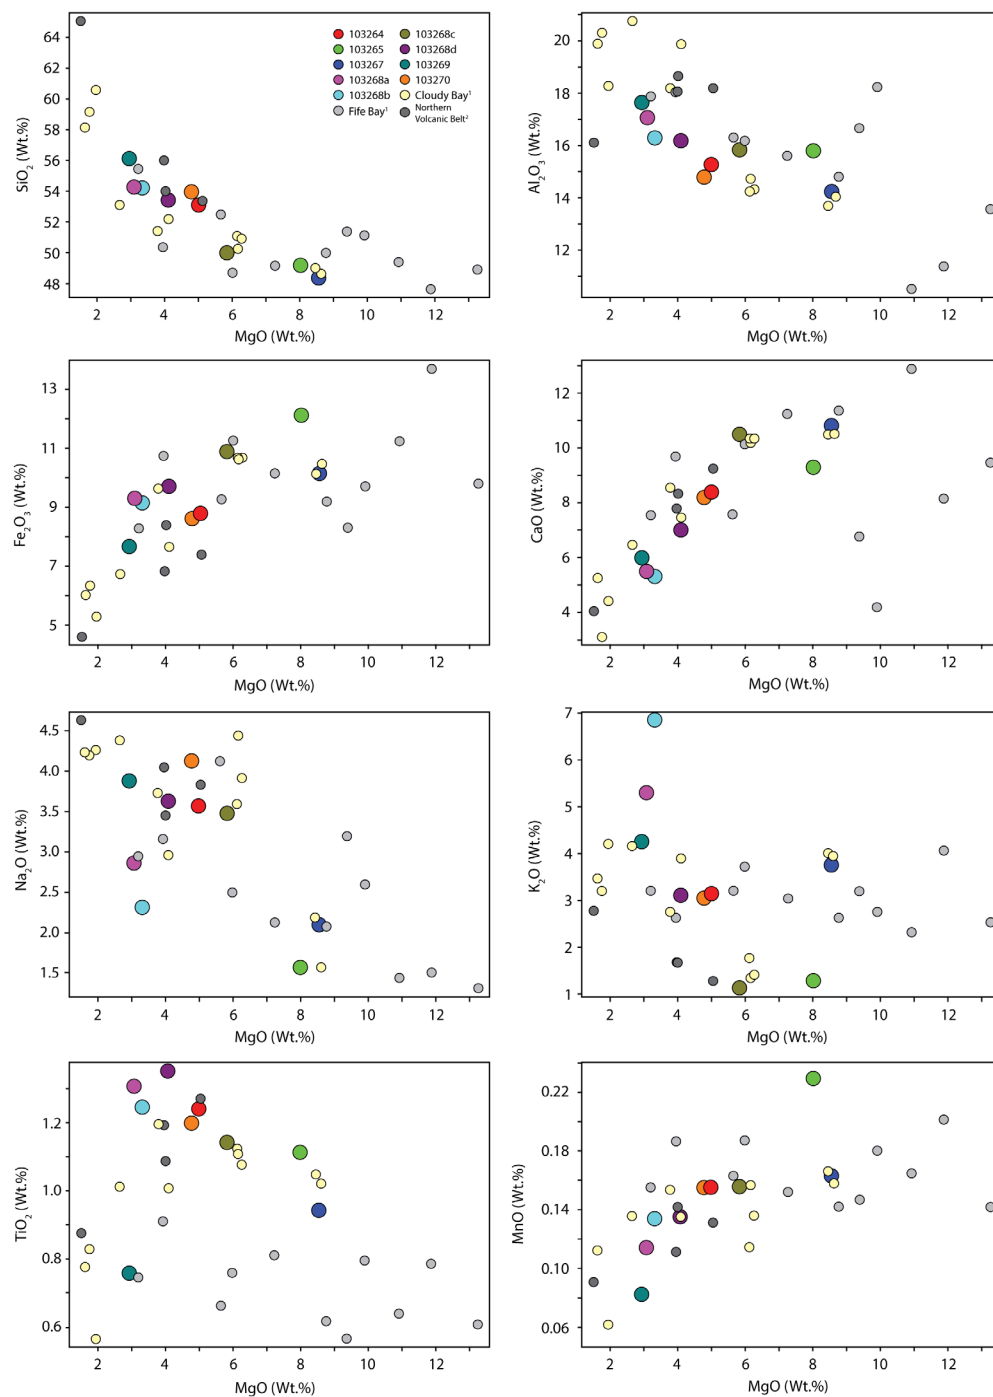 64
62
60
58
56
54
52
50
48
SiO2 (Wt.%)
2 4 6 8 10 12
MgO (Wt.%)
103264
103265
103267
103268a
103268b
Fife Bay¹
103268c
103268d
103269
103270
Cloudy Bay¹
Northern
Volcanic Belt²
20
18
16
14
12
Al2O3 (Wt.%)
2 4 6 8 10 12
MgO (Wt.%)
13
11
9
7
5
Fe2O3 (Wt.%)
2 4 6 8 10 12
MgO (Wt.%)
12
10
8
6
4
CaO (Wt.%)
2 4 6 8 10 12
MgO (Wt.%)
4.5
4.0
3.5
3.0
2.5
2.0
1.5
Na2O (Wt.%)
2 4 6 8 10 12
MgO (Wt.%)
7
6
5
4
3
2
1
K2O (Wt.%)
2 4 6 8 10 12
MgO (Wt.%)
1.2
1.0
0.8
0.6
TiO2 (Wt.%)
2 4 6 8 10 12
MgO (Wt.%)
0.22
0.18
0.14
0.10
0.06
MnO (Wt.%)
2 4 6 8 10 12
MgO (Wt.%)